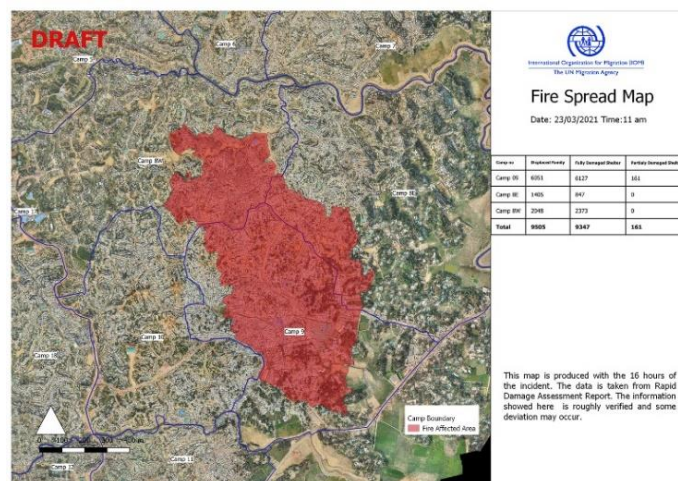 DRAFT
Camp 6
Camp 7
Camp 5
Camp 8W
Camp 8E
Camp 17
Camp 9
Camp 10
Camp 18
Camp 11
International Organization for Migration (IOM)
The UN Migration Agency
Fire Spread Map
Date: 23/03/2021 Time:11 am
Displaced Family Fully Damaged Shelter Partially Damaged Shelter
Camp 09 6051 6127 161
Camp 8E 1406 847 0
Camp 8W 2048 2373 0
Total 9505 9347 161
This map is produced with the 16 hours of
the incident. The data is taken from Rapid
Damage Assessment Report. The information
showed here is roughly verified and some
deviation may occur.
Camp Boundary
Fire Affected Area